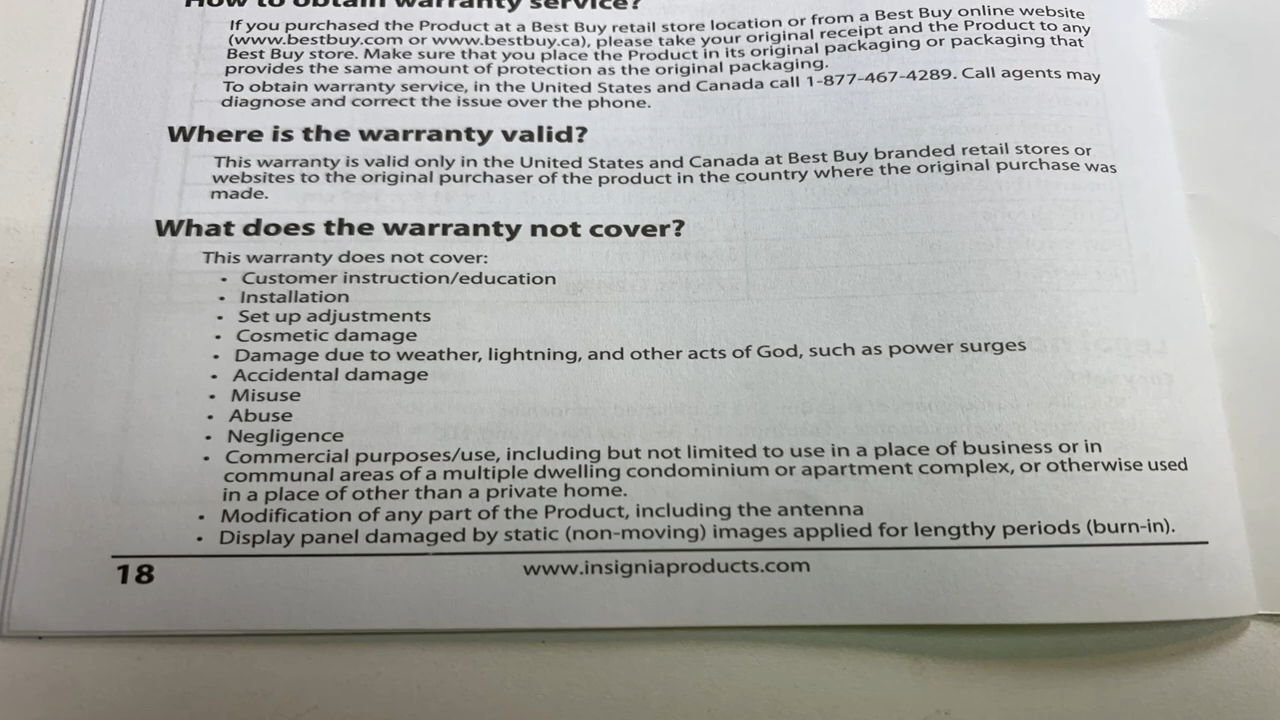 How to obtain warranty service?
If you purchased the Product at a Best Buy retail store location or from a Best Buy online website
(www.bestbuy.com or www.bestbuy.ca), please take your original receipt and the Product to any
Best Buy store. Make sure that you place the Product in its original packaging or packaging that
provides the same amount of protection as the original packaging.
To obtain warranty service, in the United States and Canada call 1-877-467-4289. Call agents may
diagnose and correct the issue over the phone.
Where is the warranty valid?
This warranty is valid only in the United States and Canada at Best Buy branded retail stores or
websites to the original purchaser of the product in the country where the original purchase was
made.
What does the warranty not cover?
This warranty does not cover:
• Customer instruction/education
• Installation
• Set up adjustments
• Cosmetic damage
• Damage due to weather, lightning, and other acts of God, such as power surges
• Accidental damage
• Misuse
• Abuse
• Negligence
• Commercial purposes/use, including but not limited to use in a place of business or in
communal areas of a multiple dwelling condominium or apartment complex, or otherwise used
in a place of other than a private home.
• Modification of any part of the Product, including the antenna
• Display panel damaged by static (non-moving) images applied for lengthy periods (burn-in).
18
www.insigniaproducts.com